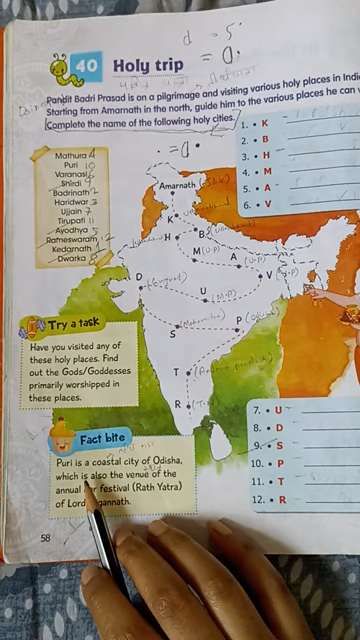 d = 5.
= 0.
40 Holy trip
Pandit Badri Prasad is on a pilgrimage and visiting various holy places in India
Starting from Amarnath in the north, guide him to the various places he can
Complete the name of the following holy cities.
1. • K
2. • B
3. • H
4. • M
5. • A
6. • V
Mathura 4
Puri 10
Varanasi 6
Shirdi 9
Badrinath 2
Haridwar 3
Ujjain 7
Tirupati 11
Ayodhya 5
Rameswaram 12
Kedarnath 1
Dwarka 8
. = 0.
Amarnath
K
B
H
M (U.P)
A (U.P)
D
V
U (M.P)
S
P
T
R
Try a task
Have you visited any
of these holy places. Find
out the Gods/Goddesses
primarily worshipped in
these places.
Fact bite
Puri is a coastal city of Odisha,
which is also the venue of the
annual festival (Rath Yatra)
of Lord
7. • U
8. • D
9. • S
10. • P
11. • T
12. • R
58